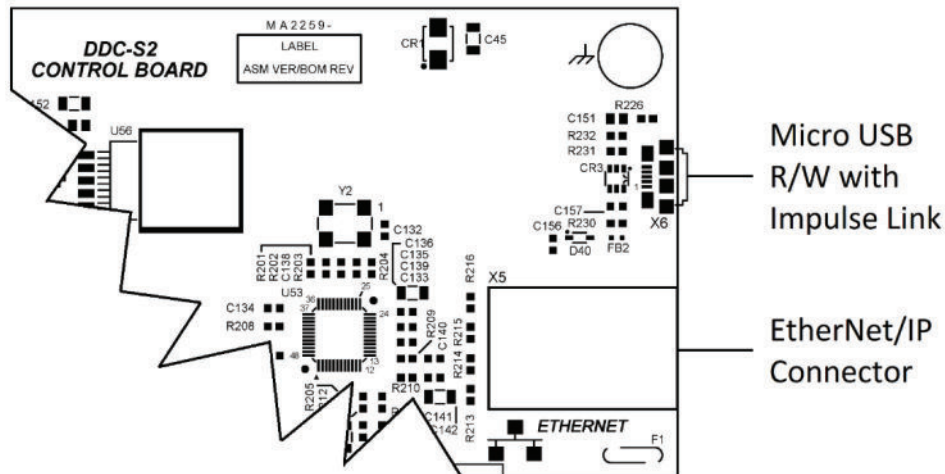 MA2259-
LABEL
ASM VER/BOM REV
DDC-S2
CONTROL BOARD
CR1
C45
152
U56
R226
C151
R232
R231
CR3
1
C157
X6
R230
C156
D40
FB2
Micro USB
R/W with
Impulse Link
Y2
1
C132
C136
C135
C139
C133
R201
R202
C138
R203
R204
U53
25
36
37
24
48
13
12
C134
R208
R209
C140
R216
R215
R214
R213
X5
R205
R210
C141
C142
EtherNet/IP
Connector
ETHERNET
F1